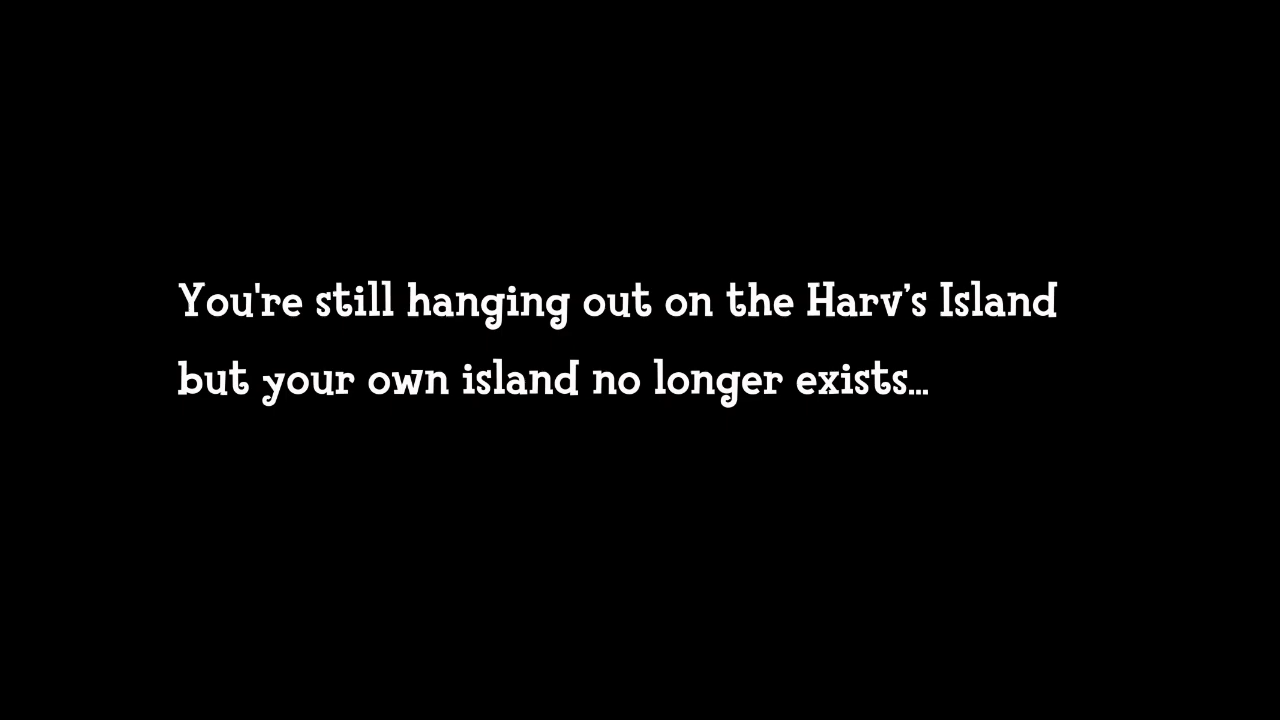 You're still hanging out on the Harv’s Island
but your own island no longer exists...